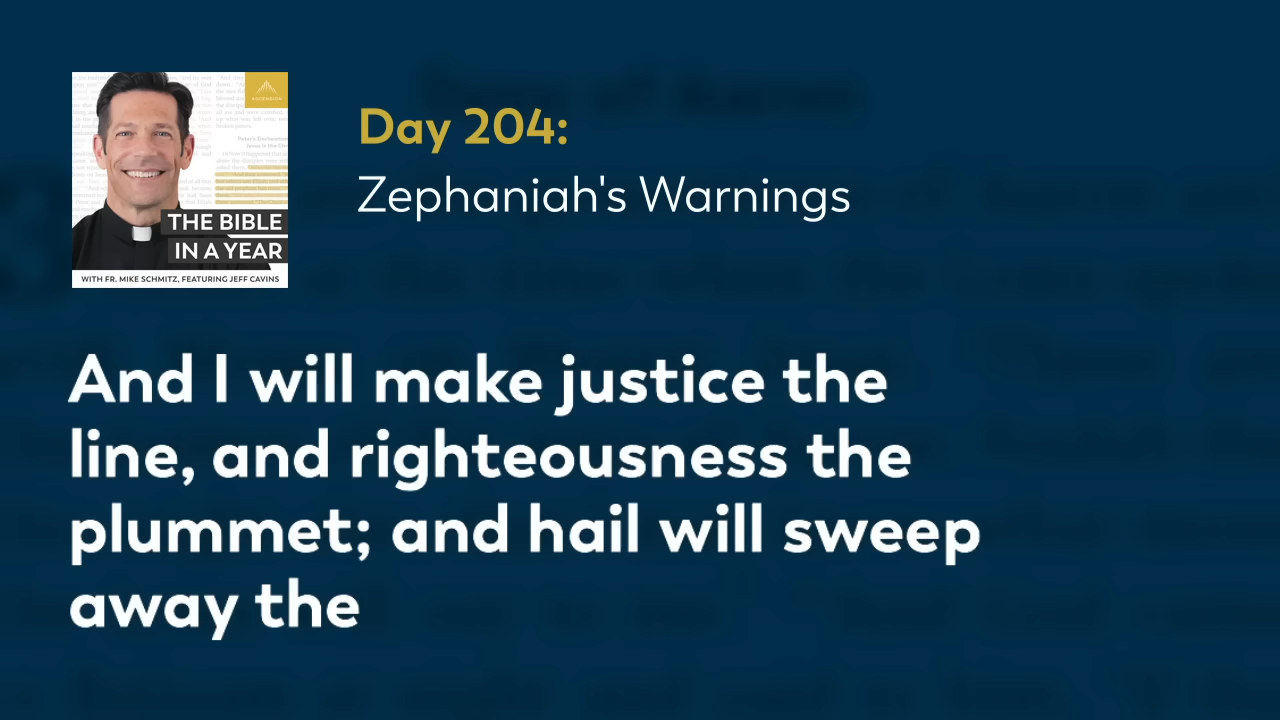 ASCENSION
Day 204:
Zephaniah's Warnings
THE BIBLE
IN A YEAR
WITH FR. MIKE SCHMITZ, FEATURING JEFF CAVINS
And I will make justice the
line, and righteousness the
plummet; and hail will sweep
away the